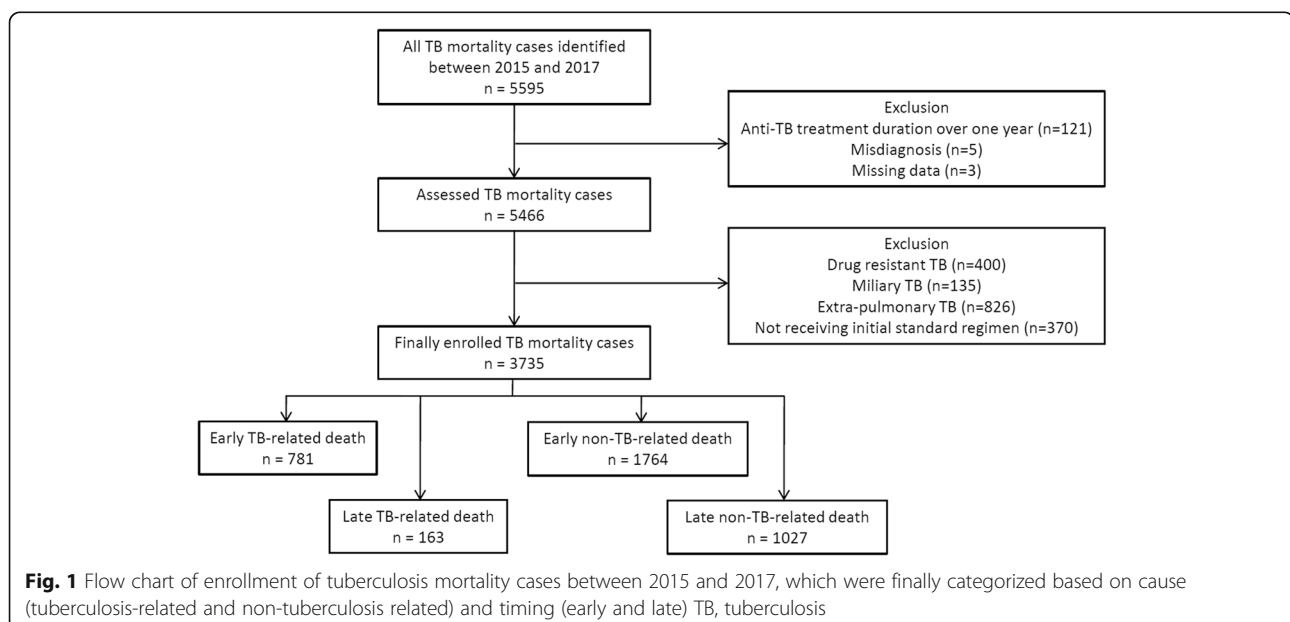 All TB mortality cases identified
between 2015 and 2017
n = 5595
Exclusion
Anti-TB treatment duration over one year (n=121)
Misdiagnosis (n=5)
Missing data (n=3)
Assessed TB mortality cases
n = 5466
Exclusion
Drug resistant TB (n=400)
Miliary TB (n=135)
Extra-pulmonary TB (n=826)
Not receiving initial standard regimen (n=370)
Finally enrolled TB mortality cases
n = 3735
Early TB-related death
n = 781
Early non-TB-related death
n = 1764
Late TB-related death
n = 163
Late non-TB-related death
n = 1027
Fig. 1 Flow chart of enrollment of tuberculosis mortality cases between 2015 and 2017, which were finally categorized based on cause
(tuberculosis-related and non-tuberculosis related) and timing (early and late) TB, tuberculosis